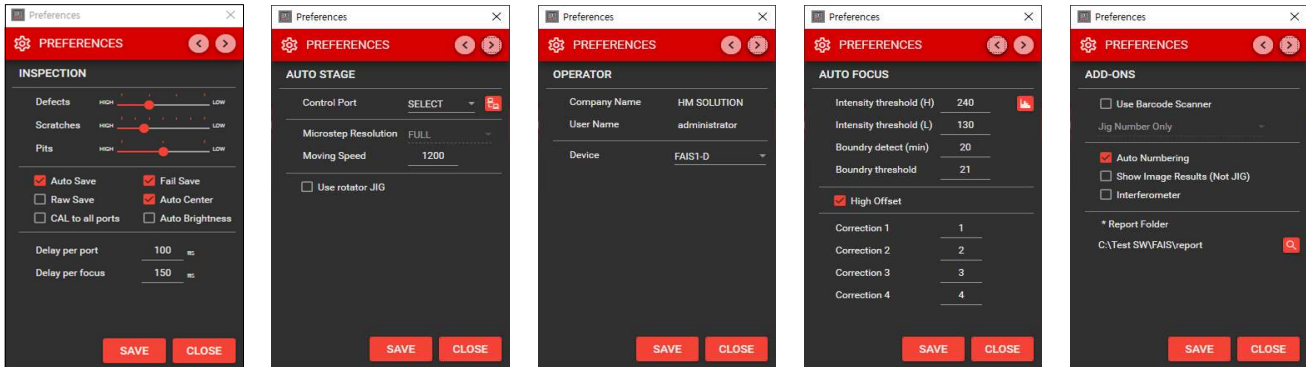 Preferences
PREFERENCES
INSPECTION
Defects HIGH LOW
Scratches HIGH LOW
Pits HIGH LOW
Auto Save Fail Save
Raw Save Auto Center
CAL to all ports Auto Brightness
Delay per port 100 ms
Delay per focus 150 ms
SAVE CLOSE
Preferences
PREFERENCES
AUTO STAGE
Control Port SELECT
Microstep Resolution FULL
Moving Speed 1200
Use rotator JIG
SAVE CLOSE
Preferences
PREFERENCES
OPERATOR
Company Name HM SOLUTION
User Name administrator
Device FAIS1-D
SAVE CLOSE
Preferences
PREFERENCES
AUTO FOCUS
Intensity threshold (H) 240
Intensity threshold (L) 130
Boundry detect (min) 20
Boundry threshold 21
High Offset
Correction 1 1
Correction 2 2
Correction 3 3
Correction 4 4
SAVE CLOSE
Preferences
PREFERENCES
ADD-ONS
Use Barcode Scanner
Jig Number Only
Auto Numbering
Show Image Results (Not JIG)
Interferometer
* Report Folder
C:\Test SW\FAIS\report
SAVE CLOSE